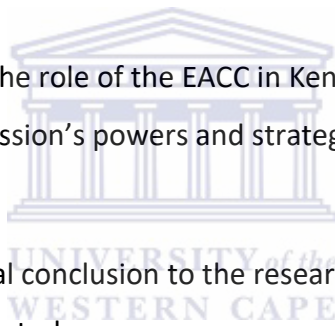 he role of the EACC in Ken
ssion’s powers and strateg
al conclusion to the resear
UNIVERSITY of the
WESTERN CAPE